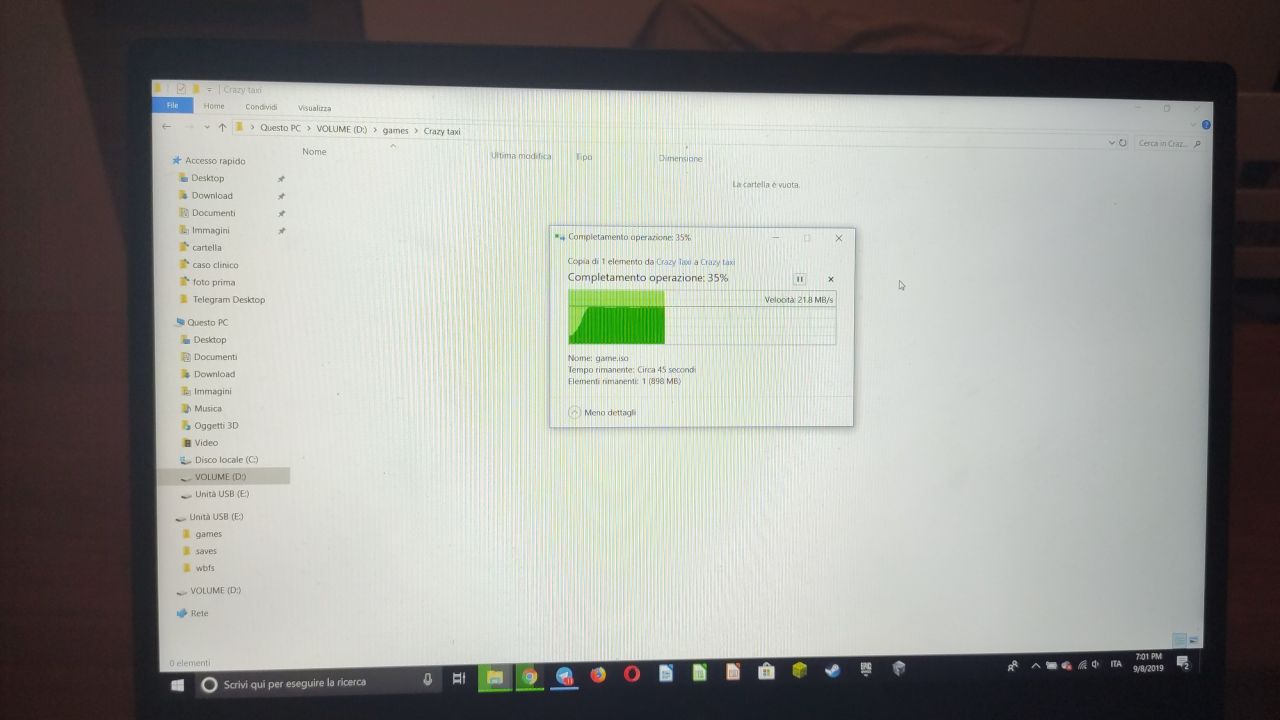 Crazy taxi
File Home Condividi Visualizza
Questo PC > VOLUME (D:) > games > Crazy taxi
Cerca in Craz...
Nome Ultima modifica Tipo Dimensione
La cartella è vuota.
Accesso rapido
Desktop
Download
Documenti
Immagini
cartella
caso clinico
foto prima
Telegram Desktop
Questo PC
Desktop
Documenti
Download
Immagini
Musica
Oggetti 3D
Video
Disco locale (C:)
VOLUME (D:)
Unità USB (E:)
Unità USB (E:)
games
saves
wbfs
VOLUME (D:)
Rete
0 elementi
Completamento operazione: 35%
Copia di 1 elemento da Crazy Taxi a Crazy taxi
Completamento operazione: 35%
Velocità: 21.8 MB/s
Nome: game.iso
Tempo rimanente: Circa 45 secondi
Elementi rimanenti: 1 (898 MB)
Meno dettagli
Scrivi qui per eseguire la ricerca
EPIC
GAMES
ITA
7:01 PM
9/8/2019
2